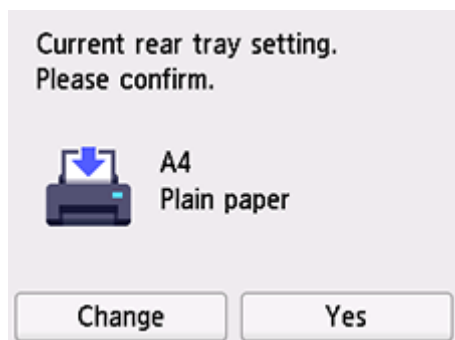 Current rear tray setting.
Please confirm.
A4
Plain paper
Change
Yes